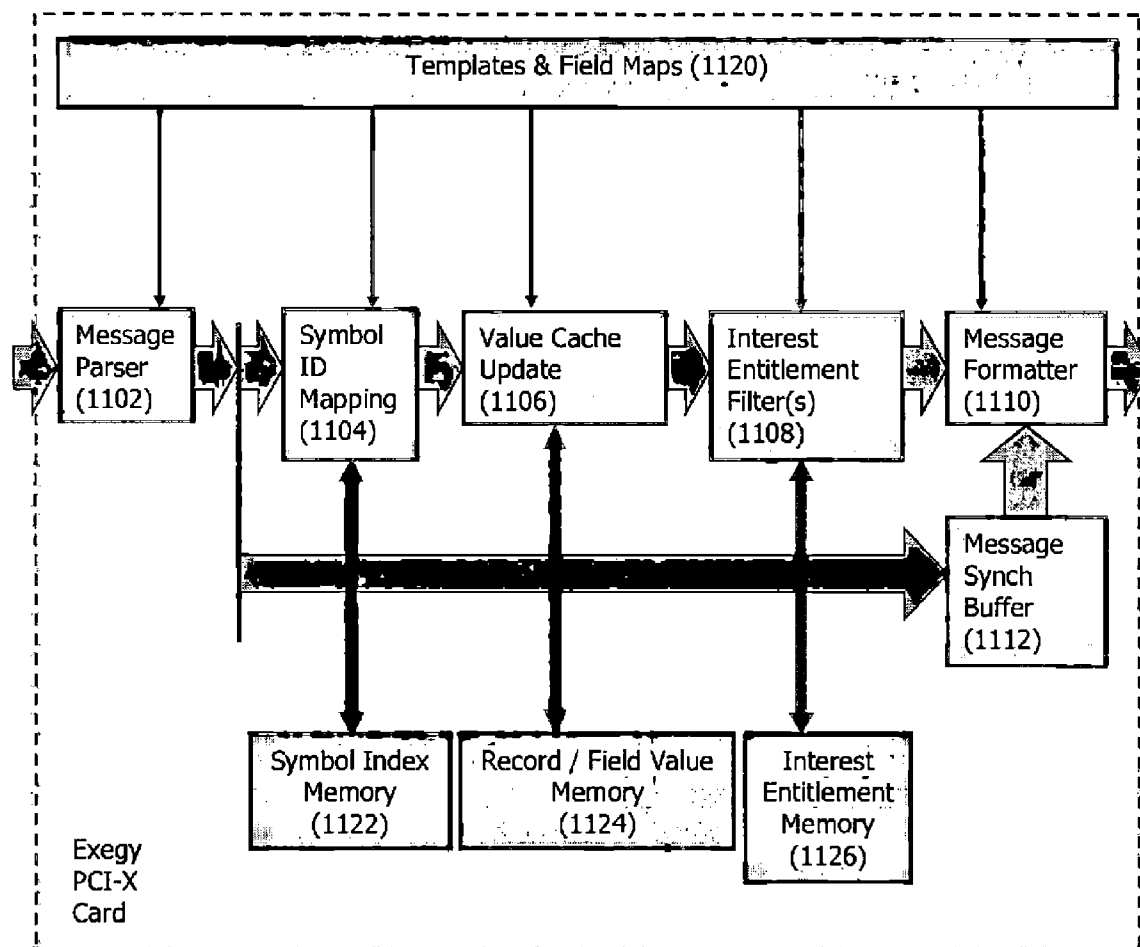 Templates & Field Maps (1120)
Message
Parser
(1102)
Symbol
ID
Mapping
(1104)
Value Cache
Update
(1106)
Interest
Entitlement
Filter(s)
(1108)
Message
Formatter
(1110)
Message
Synch
Buffer
(1112)
Symbol Index
Memory
(1122)
Record / Field Value
Memory
(1124)
Interest
Entitlement
Memory
(1126)
Exegy
PCI-X
Card